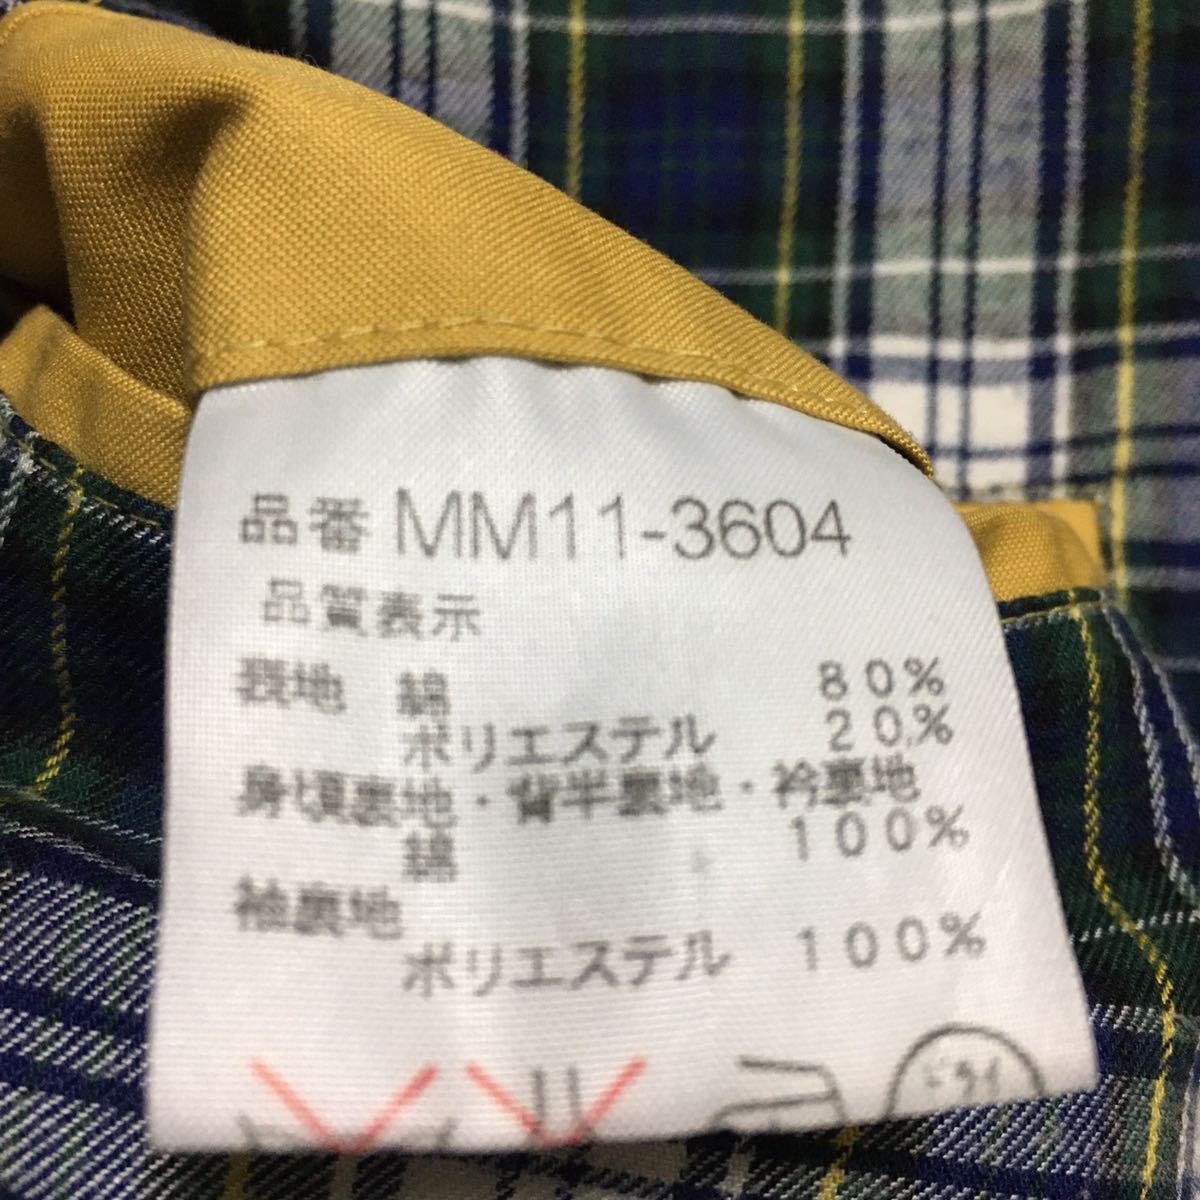 品番 MM11-3604
品質表示
表地 綿 80%
ポリエステル 20%
身頃裏地・背半裏地・衿裏地
綿 100%
袖裏地
ポリエステル 100%